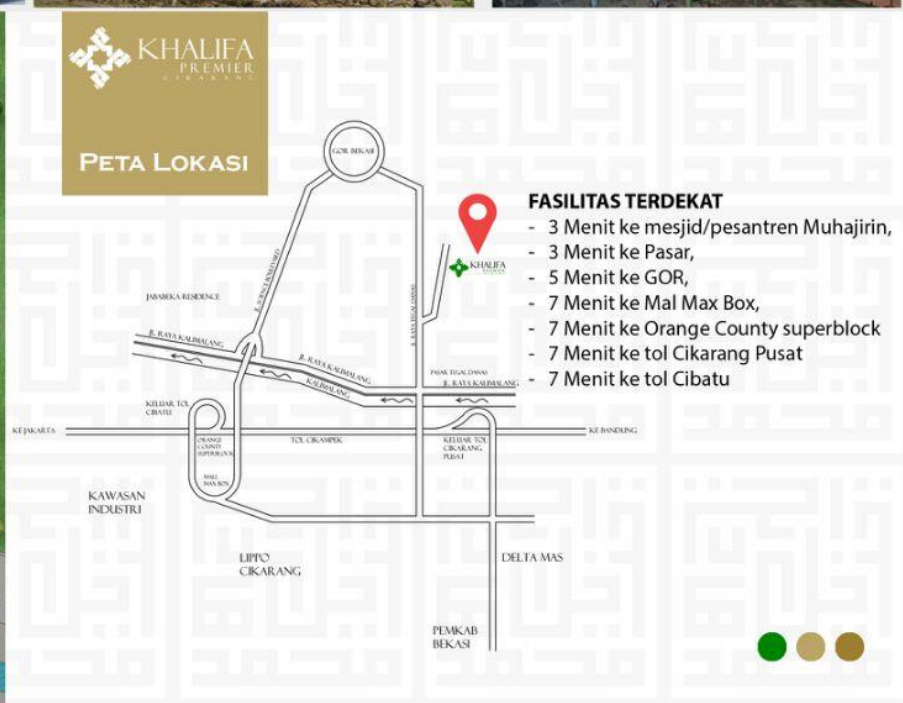 KHALIFA
PREMIER
CIKARANG
PETA LOKASI
FASILITAS TERDEKAT
- 3 Menit ke mesjid/pesantren Muhajirin,
- 3 Menit ke Pasar,
- 5 Menit ke GOR,
- 7 Menit ke Mal Max Box,
- 7 Menit ke Orange County superblock
- 7 Menit ke tol Cikarang Pusat
- 7 Menit ke tol Cibatu
GOR BEKASI
KHALIFA
JABABEKA RESIDENCE
JL. RAYA TEGAL DANAS
JL. RAYA KALIMALANG
JL. RAYA KALIMALANG
KALIMALANG
PASAR TEGAL DANAS
JL. RAYA KALIMALANG
KELUAR TOL
CIBATU
KE JAKARTA
ORANGE
COUNTY
SUPERBLOCK
TOL CIKAMPEK
KELUAR TOL
CIKARANG
PUSAT
KE BANDUNG
MALL
MAX BOX
KAWASAN
INDUSTRI
LIPPO
CIKARANG
DELTA MAS
PEMKAB
BEKASI